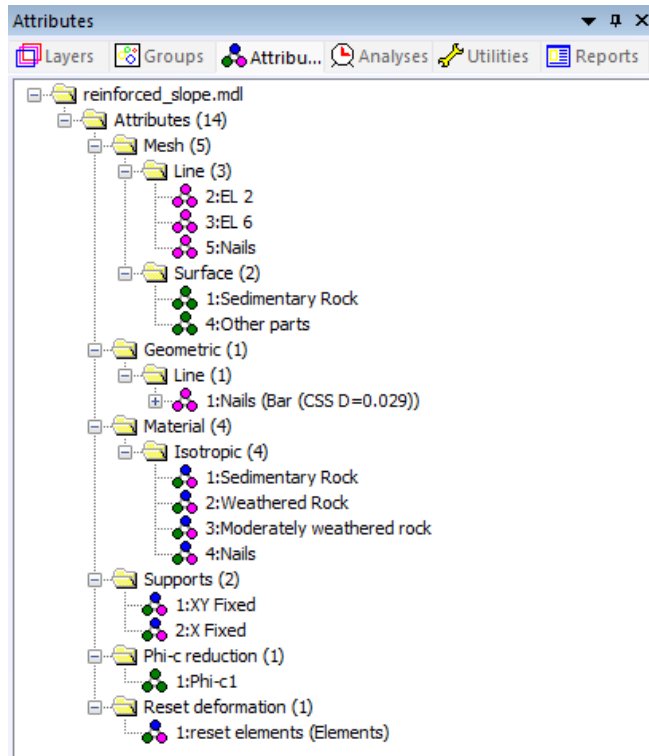 Attributes
Layers Groups Attribu... Analyses Utilities Reports
reinforced_slope.mdl
Attributes (14)
Mesh (5)
Line (3)
2:EL 2
3:EL 6
5:Nails
Surface (2)
1:Sedimentary Rock
4:Other parts
Geometric (1)
Line (1)
1:Nails (Bar (CSS D=0.029))
Material (4)
Isotropic (4)
1:Sedimentary Rock
2:Weathered Rock
3:Moderately weathered rock
4:Nails
Supports (2)
1:XY Fixed
2:X Fixed
Phi-c reduction (1)
1:Phi-c1
Reset deformation (1)
1:reset elements (Elements)